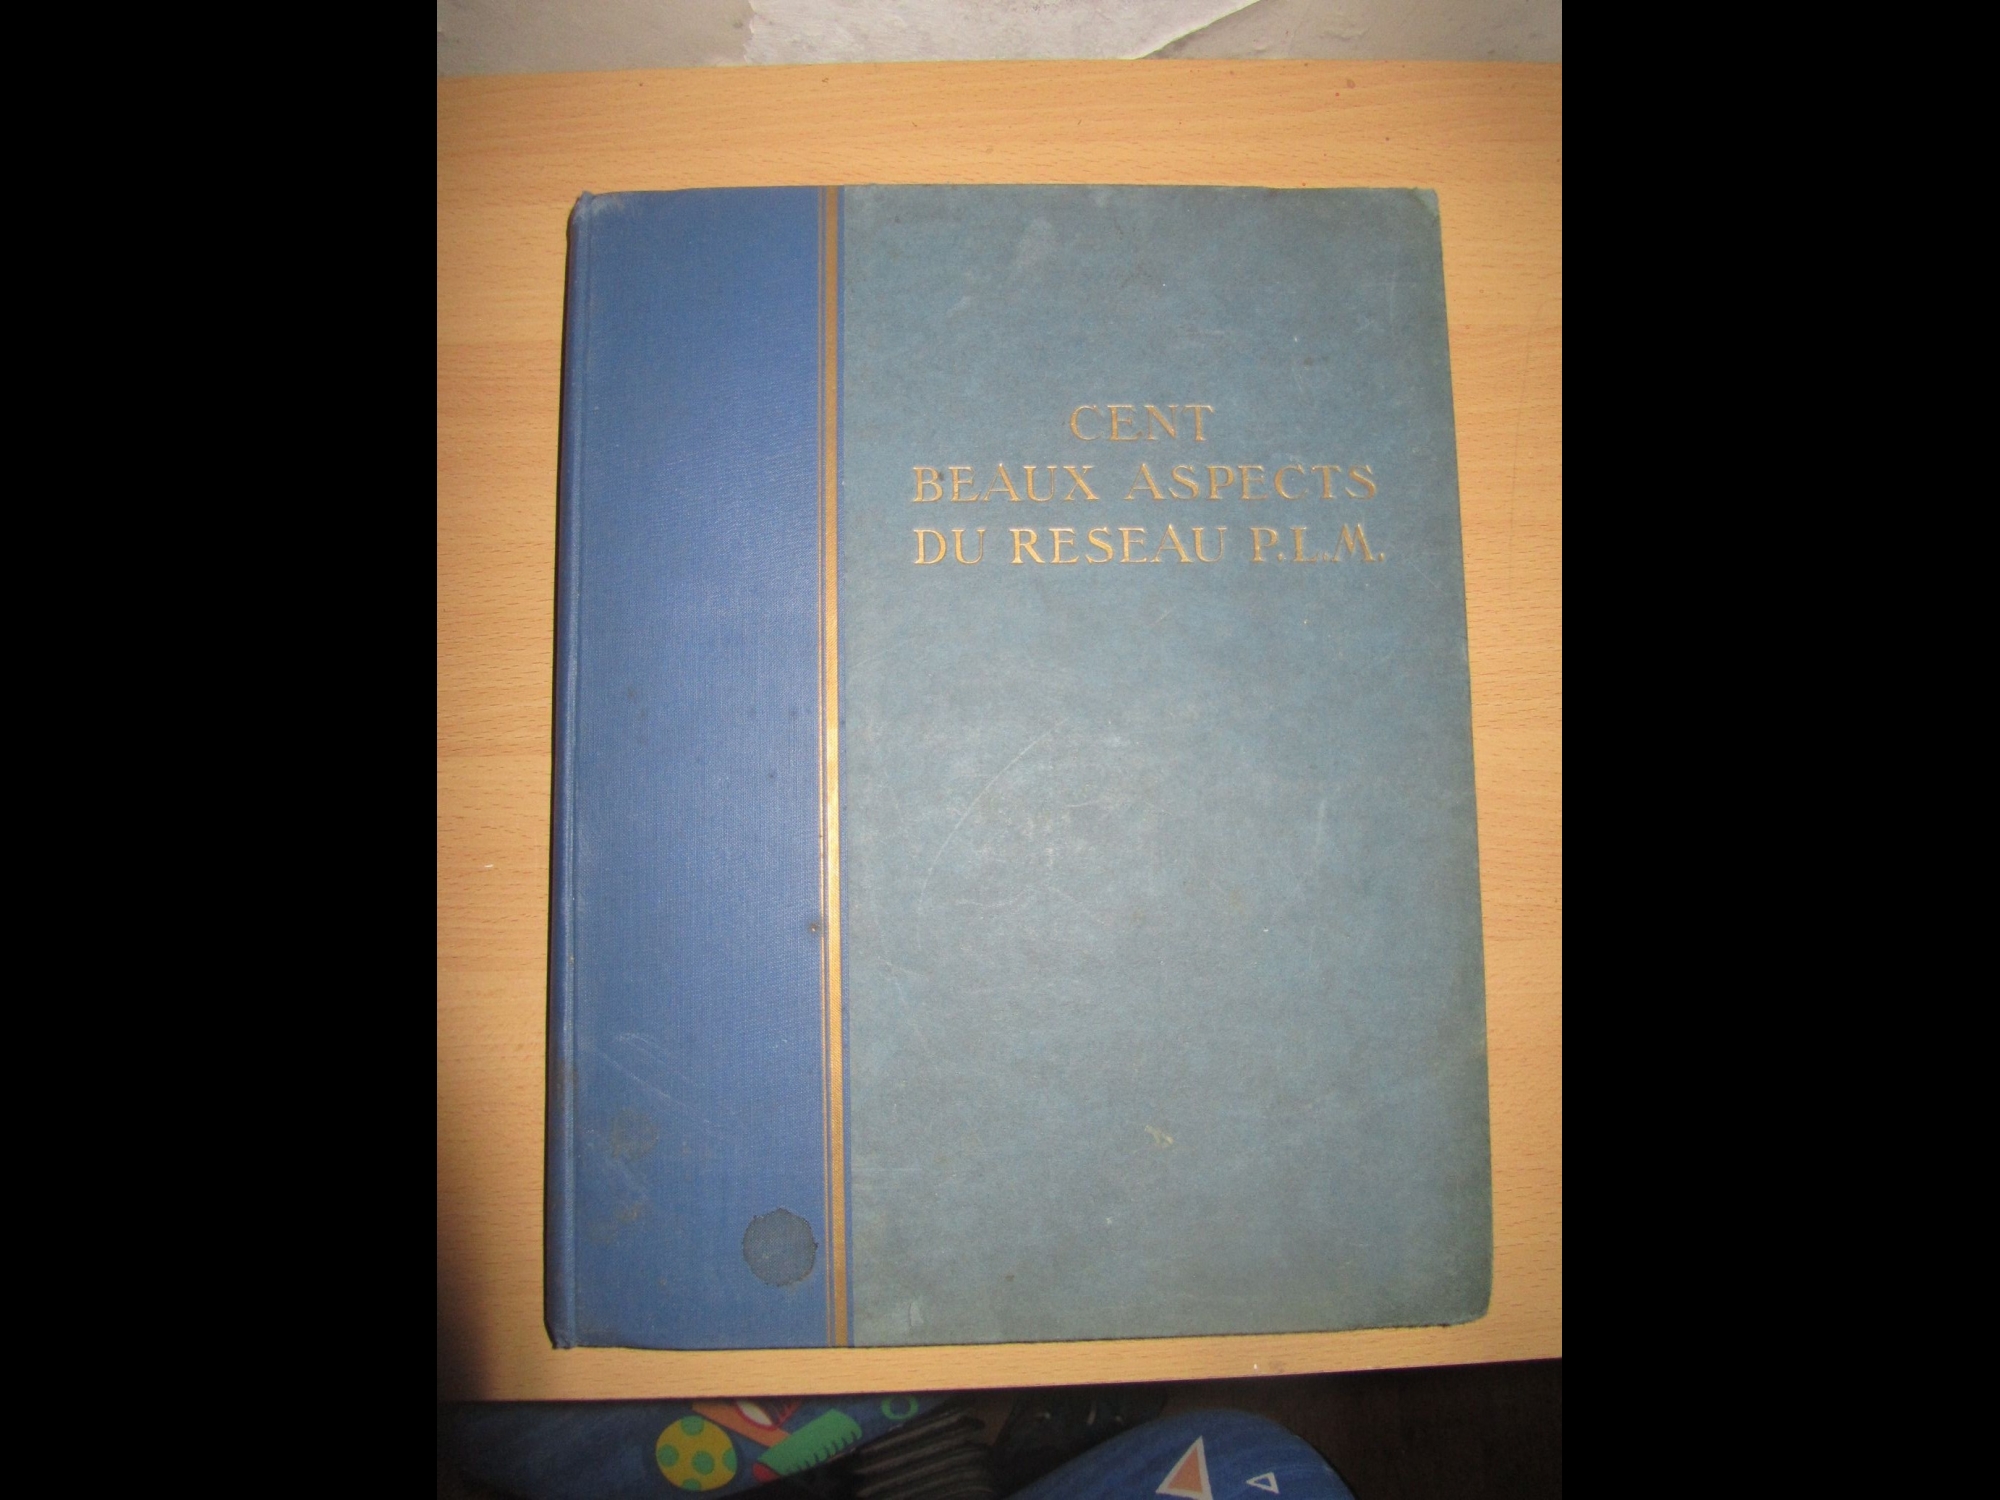 CENT
BEAUX ASPECTS
DU RESEAU P.L.M.